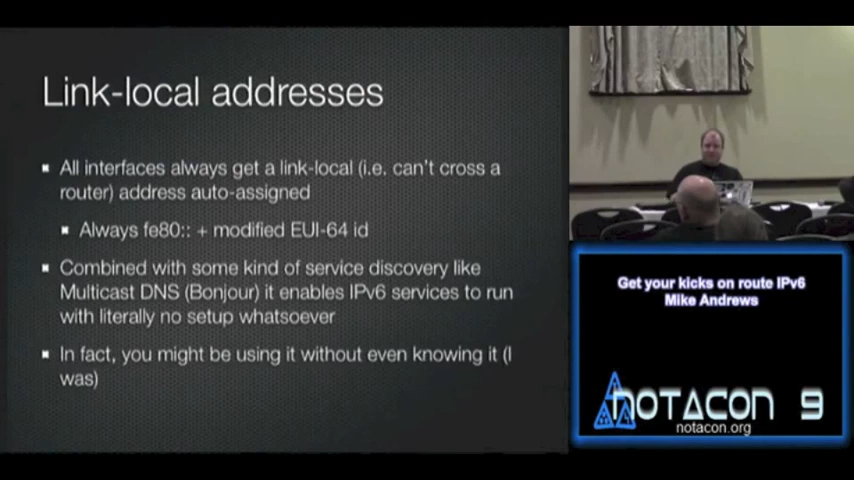 Link-local addresses
All interfaces always get a link-local (i.e. can't cross a
router) address auto-assigned
Always fe80:: + modified EUI-64 id
Combined with some kind of service discovery like
Multicast DNS (Bonjour) it enables IPv6 services to run
with literally no setup whatsoever
In fact, you might be using it without even knowing it (I
was)
Get your kicks on route IPv6
Mike Andrews
NOTACON 9
notacon.org